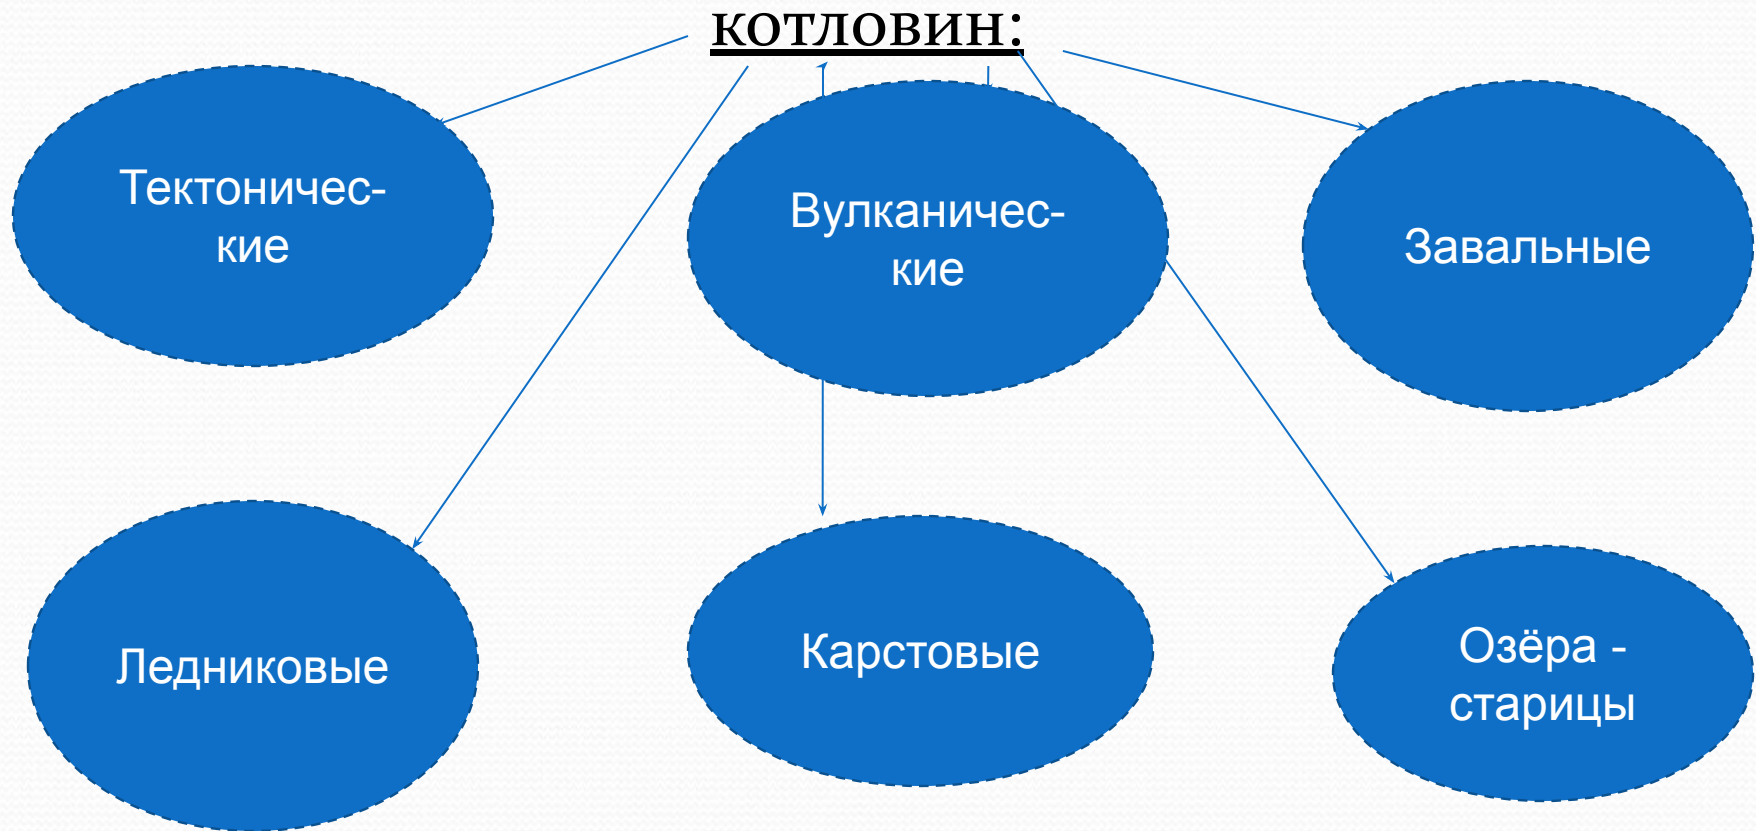 котловин:
Тектоничес-
кие
Вулканичес-
кие
Завальные
Ледниковые
Карстовые
Озёра -
старицы